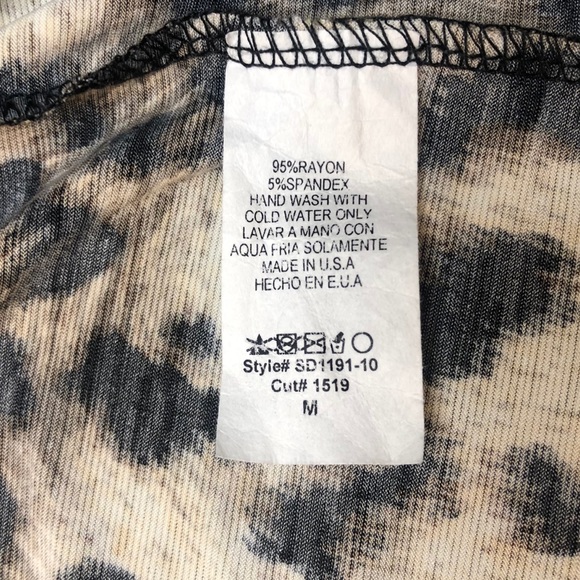 95%RAYON
5%SPANDEX
HAND WASH WITH
COLD WATER ONLY
LAVAR A MANO CON
AQUA FRIA SOLAMENTE
MADE IN U.S.A
HECHO EN E.U.A
Style# SD1191-10
Cut# 1519
M